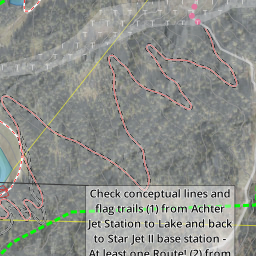 Check conceptual lines and
flag trails (1) from Achter
Jet Station to Lake and back
to Star Jet II base station -
At least one Route! (2) from